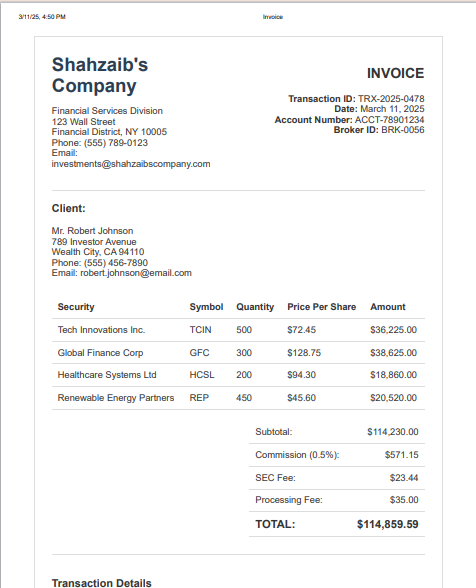 3/11/25, 4:50 PM Invoice
Shahzaib's
Company
INVOICE
Financial Services Division
123 Wall Street
Financial District, NY 10005
Phone: (555) 789-0123
Email:
investments@shahzaibscompany.com
Transaction ID: TRX-2025-0478
Date: March 11, 2025
Account Number: ACCT-78901234
Broker ID: BRK-0056
Client:
Mr. Robert Johnson
789 Investor Avenue
Wealth City, CA 94110
Phone: (555) 456-7890
Email: robert.johnson@email.com
Security Symbol Quantity Price Per Share Amount
Tech Innovations Inc. TCIN 500 $72.45 $36,225.00
Global Finance Corp GFC 300 $128.75 $38,625.00
Healthcare Systems Ltd HCSL 200 $94.30 $18,860.00
Renewable Energy Partners REP 450 $45.60 $20,520.00
Subtotal: $114,230.00
Commission (0.5%): $571.15
SEC Fee: $23.44
Processing Fee: $35.00
TOTAL: $114,859.59
Transaction Details